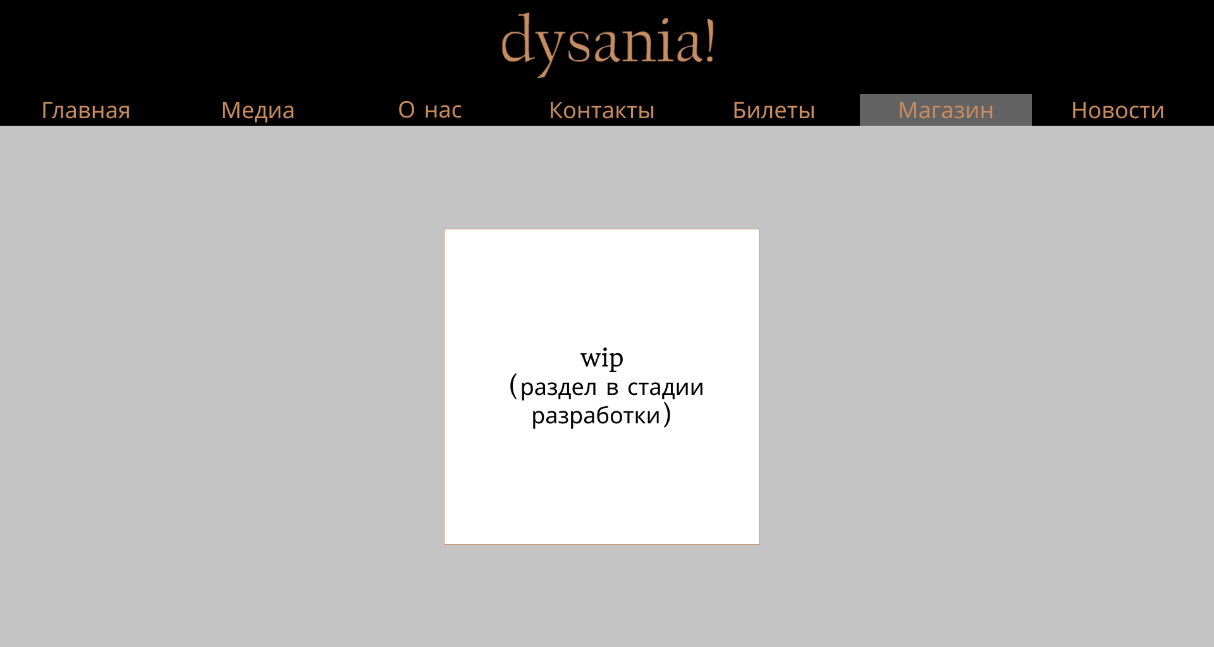 dysania!
Главная Медиа О нас Контакты Билеты Магазин Новости
wip
(раздел в стадии
разработки)